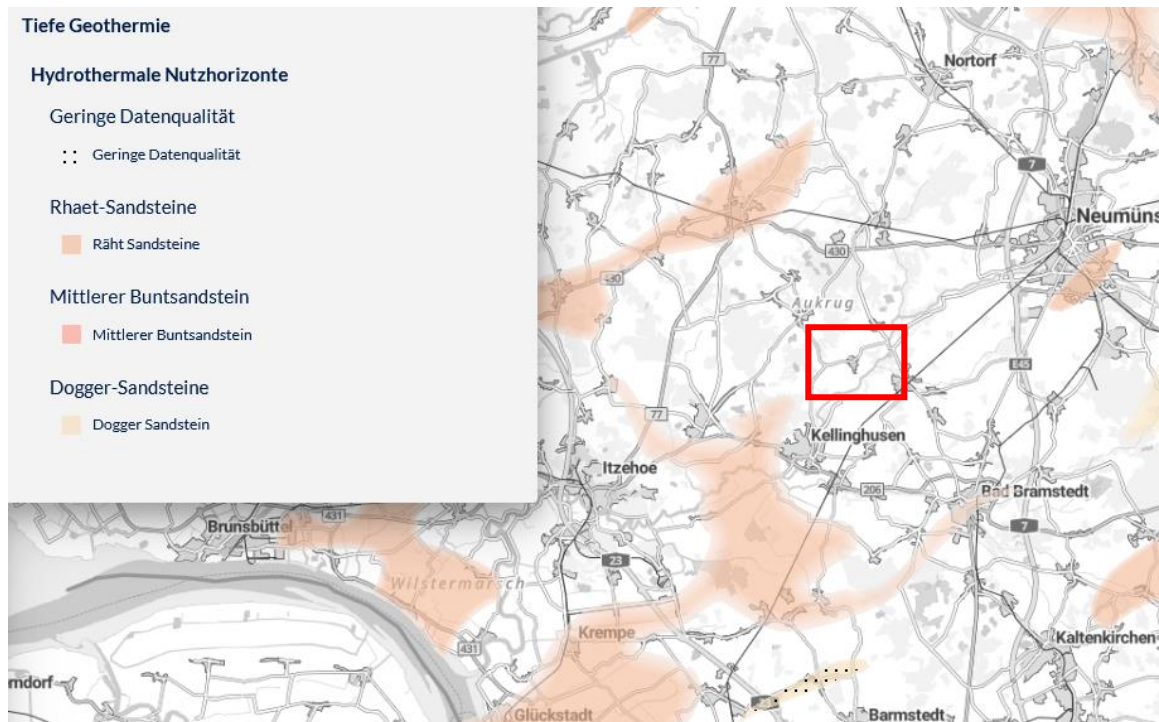 Tiefe Geothermie
Hydrothermale Nutzhorizonte
Geringe Datenqualität
Geringe Datenqualität
Rhaet-Sandsteine
Räht Sandsteine
Mittlerer Buntsandstein
Mittlerer Buntsandstein
Dogger-Sandsteine
Dogger Sandstein
77
Nortorf
7
Neumüns
430
Aukrug
E45
77
Kellinghusen
Itzehoe
206
Bad Bramstedt
431
Brunsbüttel
7
23
Wilstermarsch
Krempe
431
Kaltenkirchen
rndorf
Glückstadt
Barmstedt